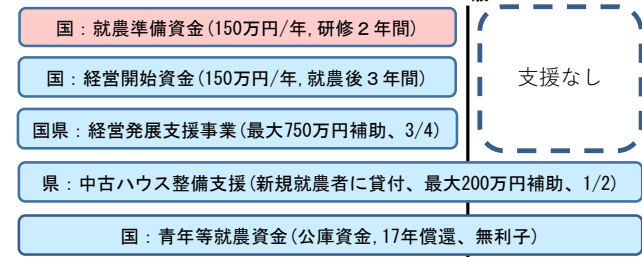 国：就農準備資金(150万円/年,研修２年間)
国：経営開始資金(150万円/年,就農後３年間)
支援なし
国県：経営発展支援事業(最大750万円補助、3/4)
県：中古ハウス整備支援(新規就農者に貸付、最大200万円補助、1/2)
国：青年等就農資金(公庫資金,17年償還、無利子)